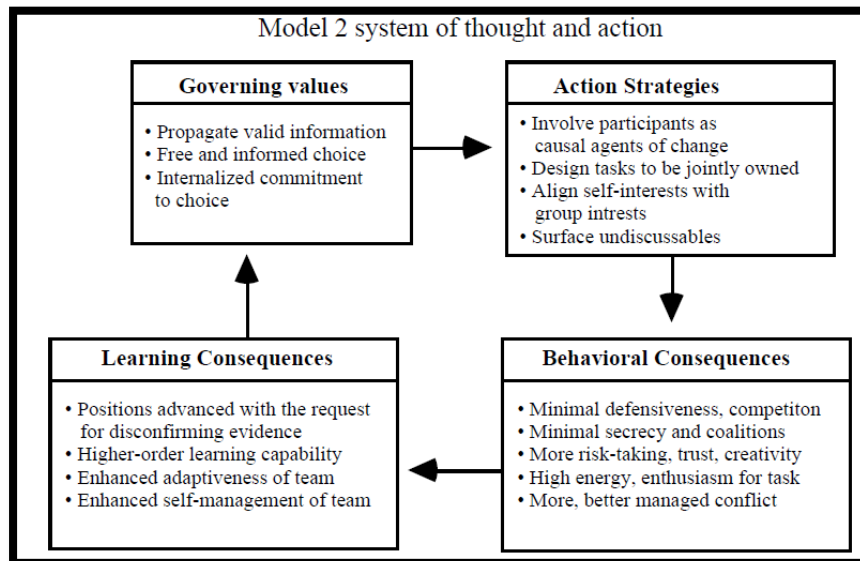 Model 2 system of thought and action
Governing values
• Propagate valid information
• Free and informed choice
• Internalized commitment
to choice
Action Strategies
• Involve participants as
causal agents of change
• Design tasks to be jointly owned
• Align self-interests with
group intrests
• Surface undiscussables
Learning Consequences
• Positions advanced with the request
for disconfirming evidence
• Higher-order learning capability
• Enhanced adaptiveness of team
• Enhanced self-management of team
Behavioral Consequences
• Minimal defensiveness, competiton
• Minimal secrecy and coalitions
• More risk-taking, trust, creativity
• High energy, enthusiasm for task
• More, better managed conflict